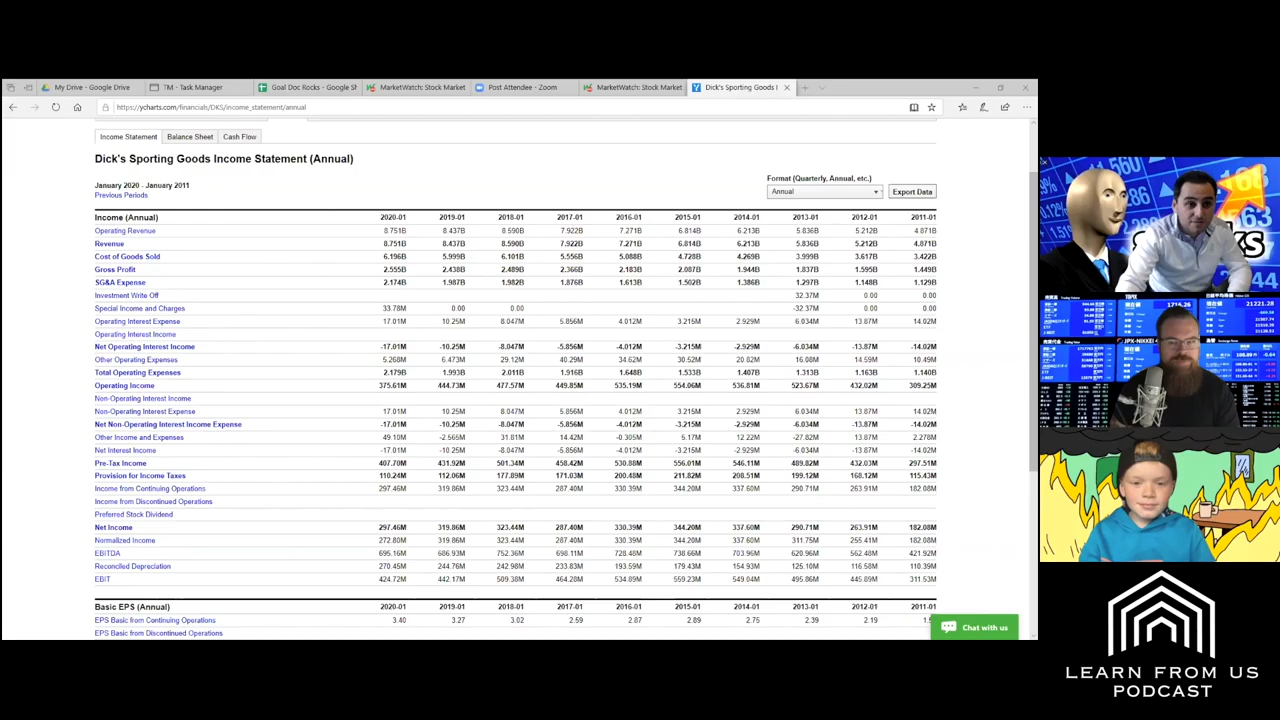 My Drive - Google Drive TM - Task Manager Goal Doc Rocks - Google Sh MarketWatch: Stock Market Post Attendee - Zoom MarketWatch: Stock Market Dick's Sporting Goods I
https://ycharts.com/financials/DKS/income_statement/annual
Income Statement Balance Sheet Cash Flow
Dick's Sporting Goods Income Statement (Annual)
Format (Quarterly, Annual, etc.)
January 2020 - January 2011
Annual Export Data
Previous Periods
Income (Annual) 2020-01 2019-01 2018-01 2017-01 2016-01 2015-01 2014-01 2013-01 2012-01 2011-01
Operating Revenue 8.751B 8.437B 8.590B 7.922B 7.271B 6.814B 6.213B 5.836B 5.212B 4.871B
Revenue 8.751B 8.437B 8.590B 7.922B 7.271B 6.814B 6.213B 5.836B 5.212B 4.871B
Cost of Goods Sold 6.196B 5.999B 6.101B 5.556B 5.088B 4.728B 4.269B 3.999B 3.617B 3.422B
Gross Profit 2.555B 2.438B 2.489B 2.366B 2.183B 2.087B 1.944B 1.837B 1.595B 1.449B
SG&A Expense 2.174B 1.987B 1.982B 1.876B 1.613B 1.502B 1.386B 1.297B 1.148B 1.129B
Investment Write Off 32.37M 0.00 0.00
Special Income and Charges 33.78M 0.00 0.00 -32.37M 0.00 0.00
Operating Interest Expense 17.01M 10.25M 8.047M 5.856M 4.012M 3.215M 2.929M 6.034M 13.87M 14.02M
Operating Interest Income
Net Operating Interest Income -17.01M -10.25M -8.047M -5.856M -4.012M -3.215M -2.929M -6.034M -13.87M -14.02M
Other Operating Expenses 5.268M 6.473M 29.12M 40.29M 34.62M 30.52M 20.82M 16.08M 14.59M 10.49M
Total Operating Expenses 2.179B 1.993B 2.011B 1.916B 1.648B 1.533B 1.407B 1.313B 1.163B 1.140B
Operating Income 375.61M 444.73M 477.57M 449.85M 535.19M 554.06M 536.81M 523.67M 432.02M 309.25M
Non-Operating Interest Income
Non-Operating Interest Expense 17.01M 10.25M 8.047M 5.856M 4.012M 3.215M 2.929M 6.034M 13.87M 14.02M
Net Non-Operating Interest Income Expense -17.01M -10.25M -8.047M -5.856M -4.012M -3.215M -2.929M -6.034M -13.87M -14.02M
Other Income and Expenses 49.10M -2.565M 31.81M 14.42M -0.305M 5.17M 12.22M -27.82M 13.87M 2.278M
Net Interest Income -17.01M -10.25M -8.047M -5.856M -4.012M -3.215M -2.929M -6.034M -13.87M -14.02M
Pre-Tax Income 407.70M 431.92M 501.34M 458.42M 530.88M 556.01M 546.11M 489.82M 432.03M 297.51M
Provision for Income Taxes 110.24M 112.06M 177.89M 171.03M 200.48M 211.82M 208.51M 199.12M 168.12M 115.43M
Income from Continuing Operations 297.46M 319.86M 323.44M 287.40M 330.39M 344.20M 337.60M 290.71M 263.91M 182.08M
Income from Discontinued Operations
Preferred Stock Dividend
Net Income 297.46M 319.86M 323.44M 287.40M 330.39M 344.20M 337.60M 290.71M 263.91M 182.08M
Normalized Income 272.80M 319.86M 323.44M 287.40M 330.39M 344.20M 337.60M 311.75M 255.41M 182.08M
EBITDA 695.16M 686.93M 752.36M 698.11M 728.48M 738.66M 703.96M 620.96M 562.48M 421.92M
Reconciled Depreciation 270.45M 244.76M 242.98M 233.83M 193.59M 179.43M 154.93M 125.10M 116.58M 110.39M
EBIT 424.72M 442.17M 509.38M 464.28M 534.89M 559.23M 549.04M 495.86M 445.89M 311.53M
Basic EPS (Annual) 2020-01 2019-01 2018-01 2017-01 2016-01 2015-01 2014-01 2013-01 2012-01 2011-01
EPS Basic from Continuing Operations 3.40 3.27 3.02 2.59 2.87 2.89 2.75 2.39 2.19
EPS Basic from Discontinued Operations
Chat with us
TOPIX
1716.26
21221.28
JPX-NIKKEI
LEARN FROM US
PODCAST